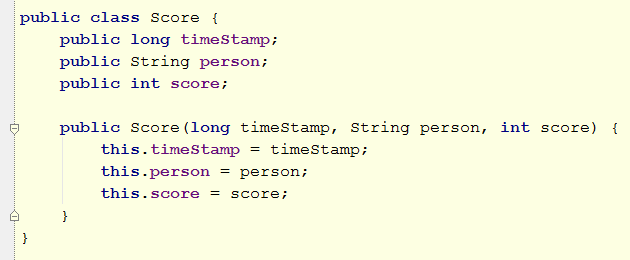 public class Score {
    public long timeStamp;
    public String person;
    public int score;

    public Score(long timeStamp, String person, int score) {
        this.timeStamp = timeStamp;
        this.person = person;
        this.score = score;
    }
}